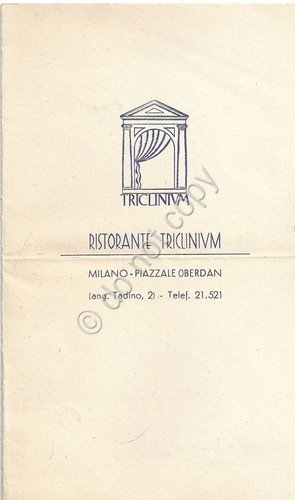 TRICLINIVM
RISTORANTE TRICLINIVM
MILANO - PIAZZALE OBERDAN
(ang. Tadino, 2) - Telef. 21.521
© do not copy